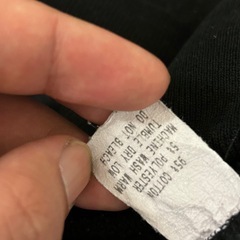 95% COTTON
5% POLYESTER
MACHINE WASH WARM
TUMBLE DRY LOW
DO NOT BLEACH